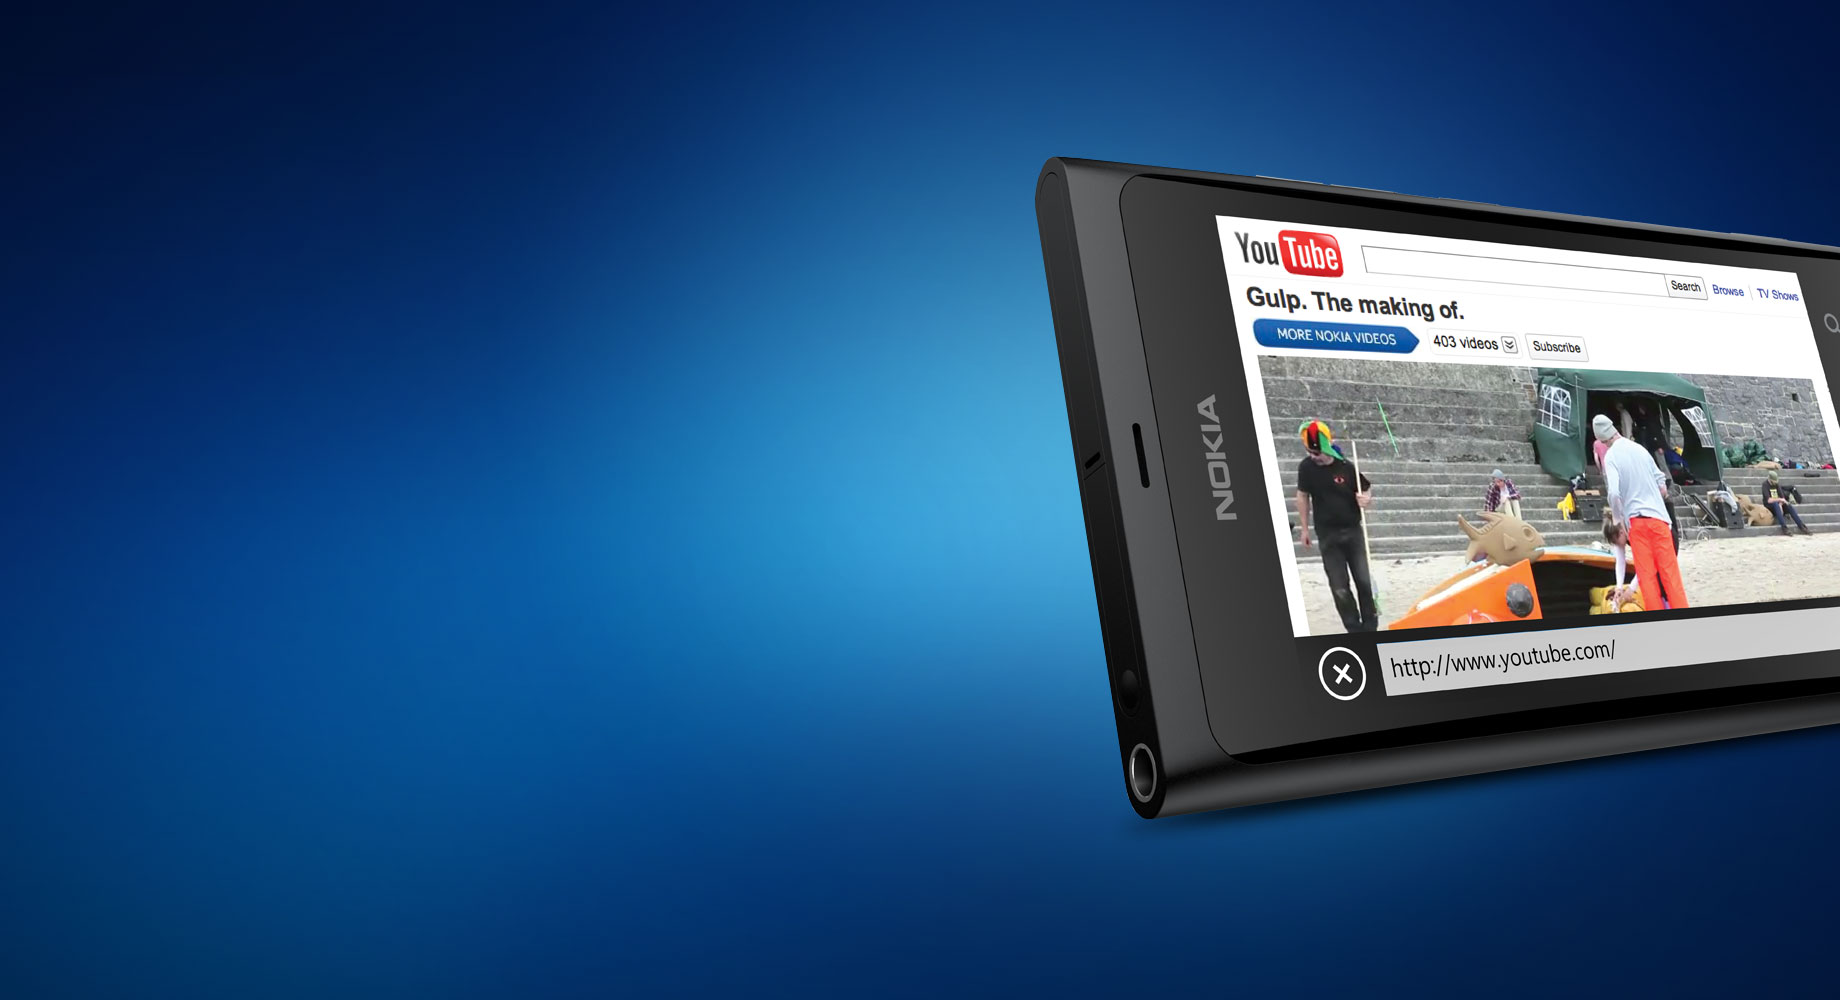 YouTube
Search
Browse | TV Shows
Gulp. The making of.
MORE NOKIA VIDEOS
403 videos
Subscribe
NOKIA
http://www.youtube.com/